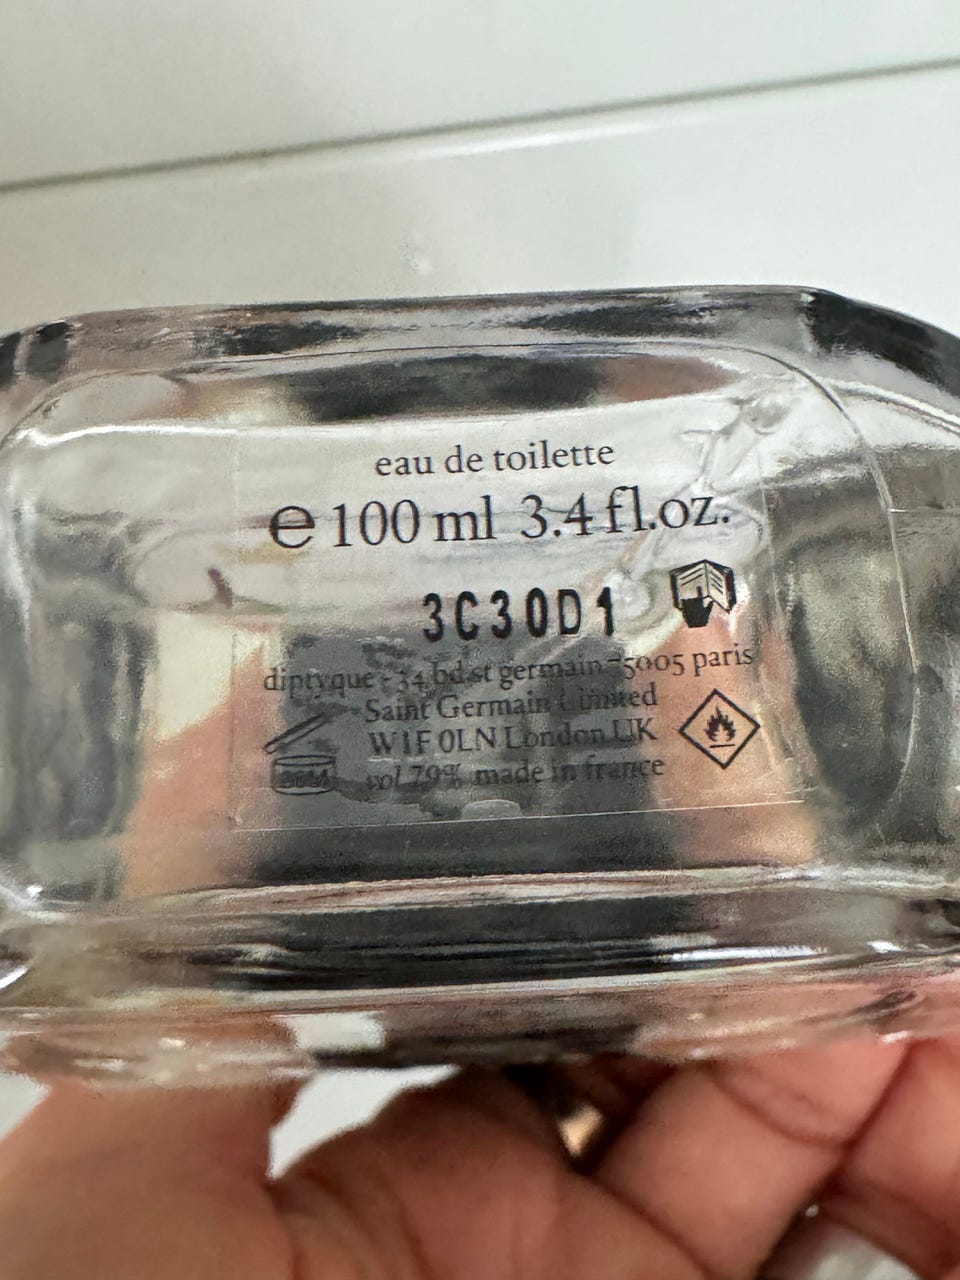 eau de toilette
e 100 ml 3.4 fl.oz.
3C30D1
diptyque - 34 bd st germain 75005 paris
Saint Germain Limited
W1F 0LN London UK
vol 79% made in france